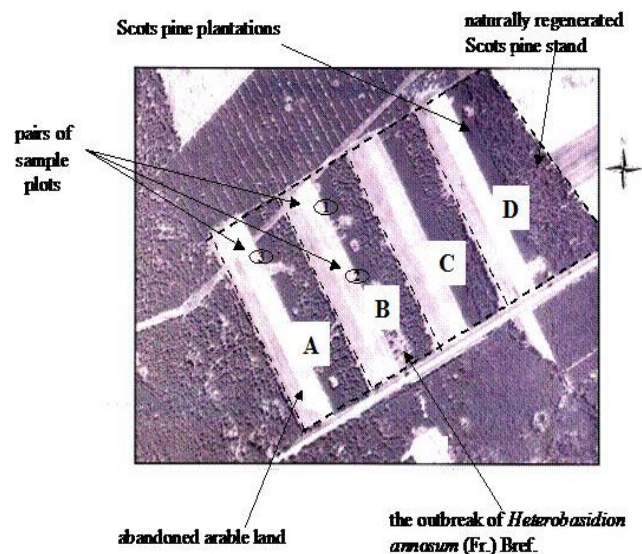 Scots pine plantations
naturally regenerated
Scots pine stand
pairs of
sample
plots
1
2
3
A
B
C
D
abandoned arable land
the outbreak of Heterobasidion
annosum (Fr.) Bref.